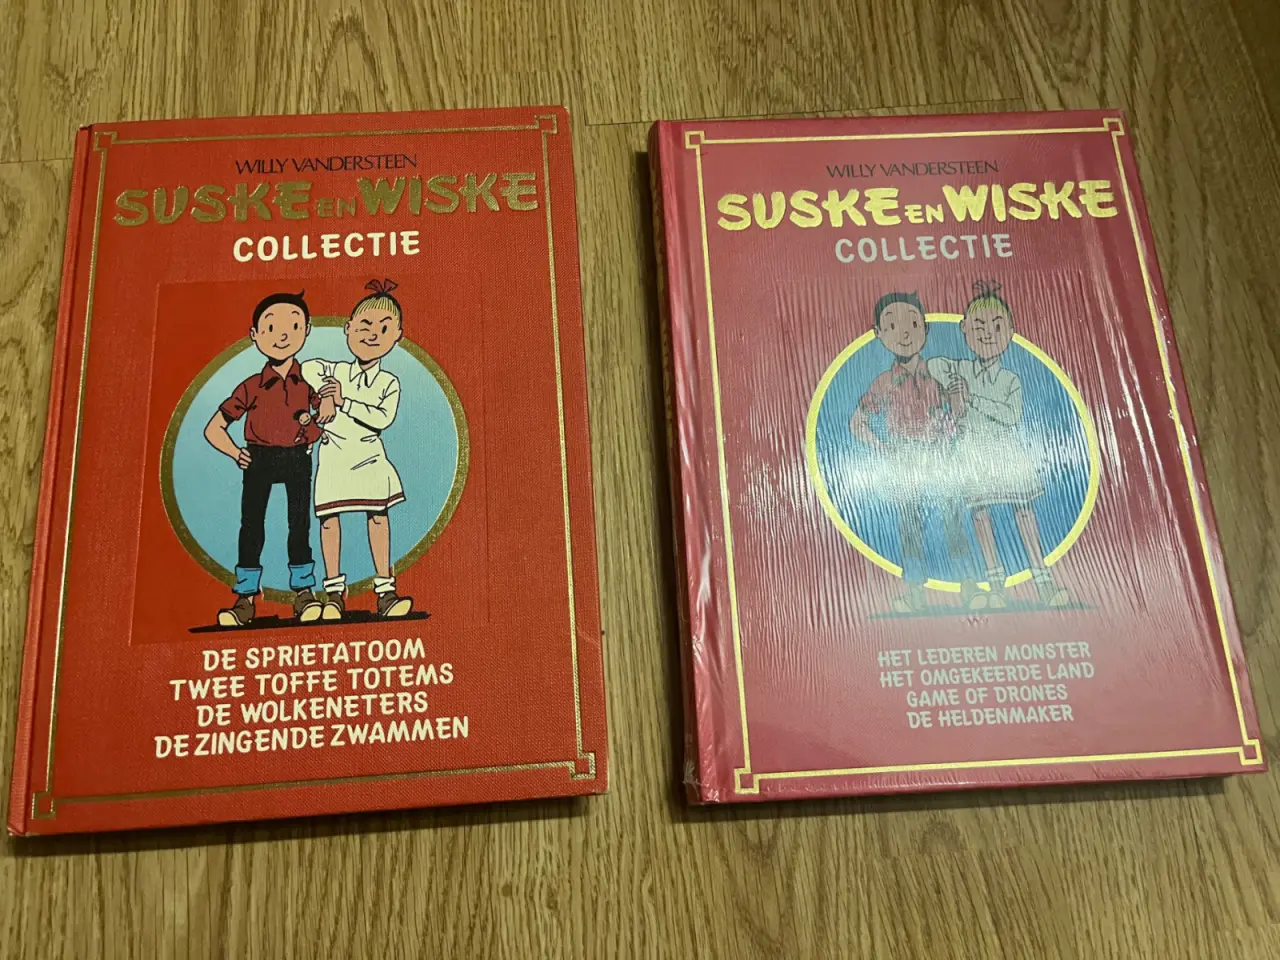 WILLY VANDERSTEEN
SUSKE EN WISKE
COLLECTIE
DE SPRIETATOOM
TWEE TOFFE TOTEMS
DE WOLKENETERS
DE ZINGENDE ZWAMMEN
WILLY VANDERSTEEN
SUSKE EN WISKE
COLLECTIE
HET LEDEREN MONSTER
HET OMGEKEERDE LAND
GAME OF DRONES
DE HELDENMAKER